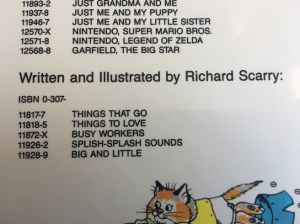 11893-2 JUST GRANDMA AND ME
11937-8 JUST ME AND MY PUPPY
11946-7 JUST ME AND MY LITTLE SISTER
12570-X NINTENDO, SUPER MARIO BROS.
12571-8 NINTENDO, LEGEND OF ZELDA
12568-8 GARFIELD, THE BIG STAR
Written and Illustrated by Richard Scarry:
ISBN 0-307-
11817-7 THINGS THAT GO
11818-5 THINGS TO LOVE
11872-X BUSY WORKERS
11926-2 SPLISH-SPLASH SOUNDS
11928-9 BIG AND LITTLE